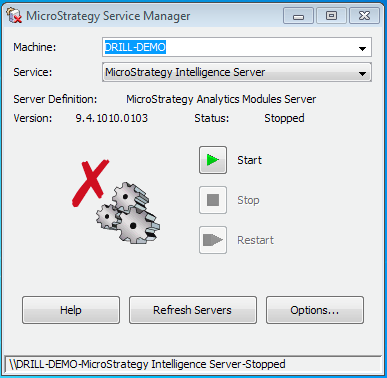 MicroStrategy Service Manager
Machine: DRILL-DEMO
Service: MicroStrategy Intelligence Server
Server Definition: MicroStrategy Analytics Modules Server
Version: 9.4.1010.0103 Status: Stopped
Start
Stop
Restart
Help Refresh Servers Options...
\\DRILL-DEMO-MicroStrategy Intelligence Server-Stopped